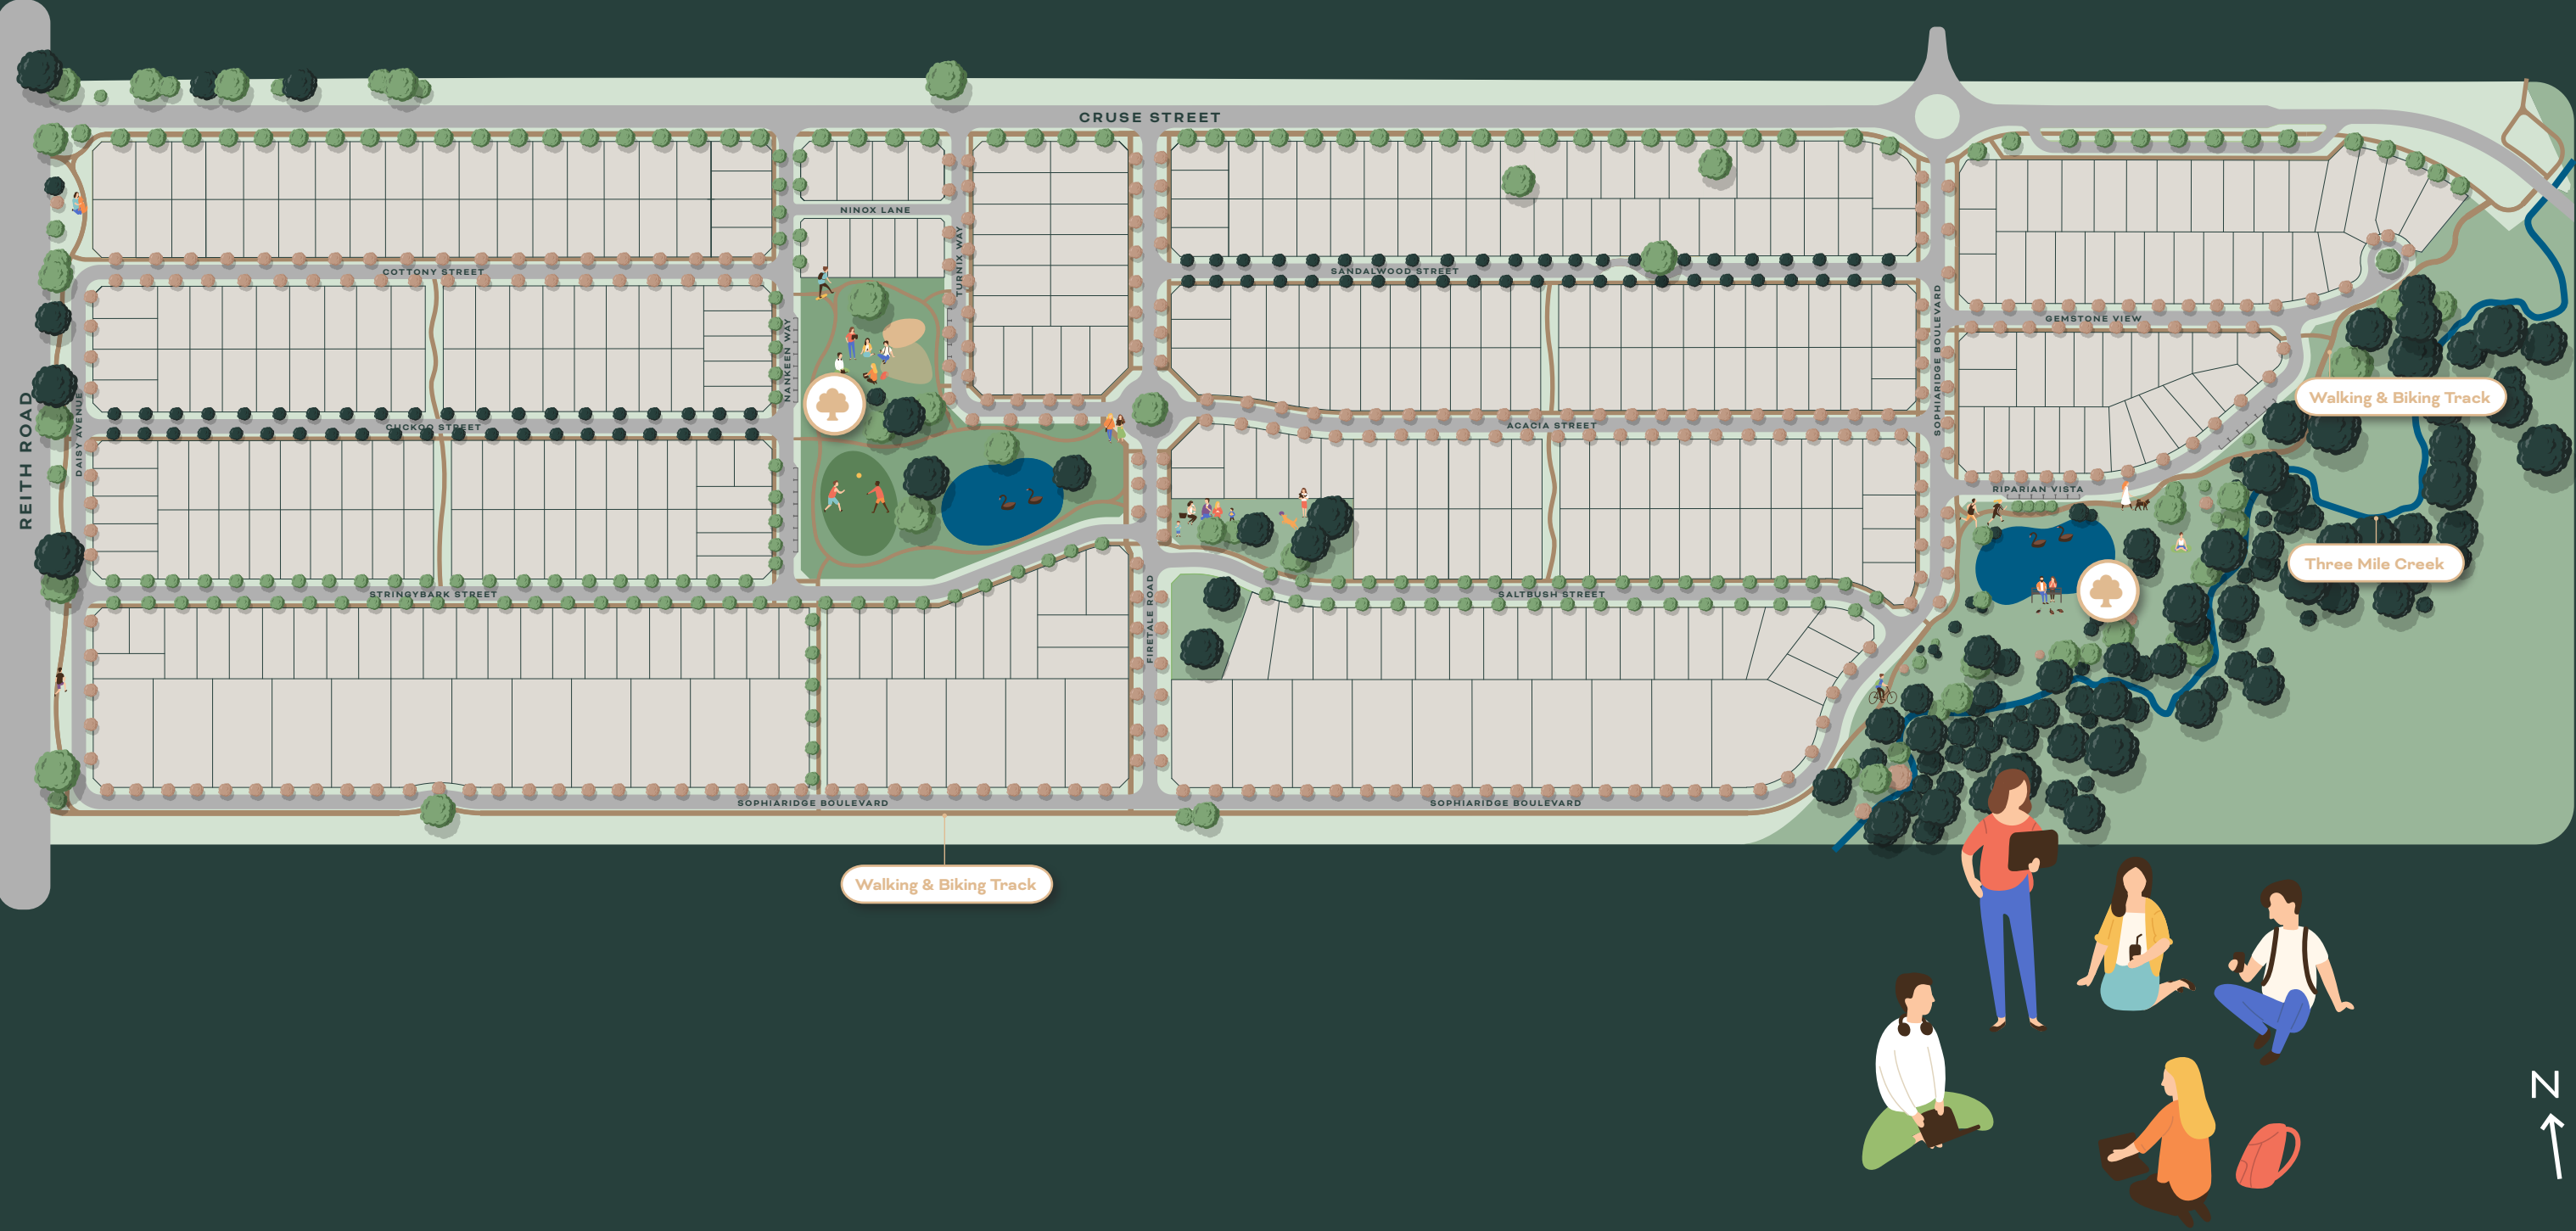 CRUSE STREET
NINOX LANE
TURNIX WAY
COTTONY STREET
SANDALWOOD STREET
SOPHIARIDGE BOULEVARD
GEMSTONE VIEW
NANKEEN WAY
REITH ROAD
DAISY AVENUE
CUCKOO STREET
ACACIA STREET
Walking & Biking Track
RIPARIAN VISTA
Three Mile Creek
STRINGYBARK STREET
FIRETALE ROAD
SALTBUSH STREET
SOPHIARIDGE BOULEVARD
SOPHIARIDGE BOULEVARD
Walking & Biking Track
N